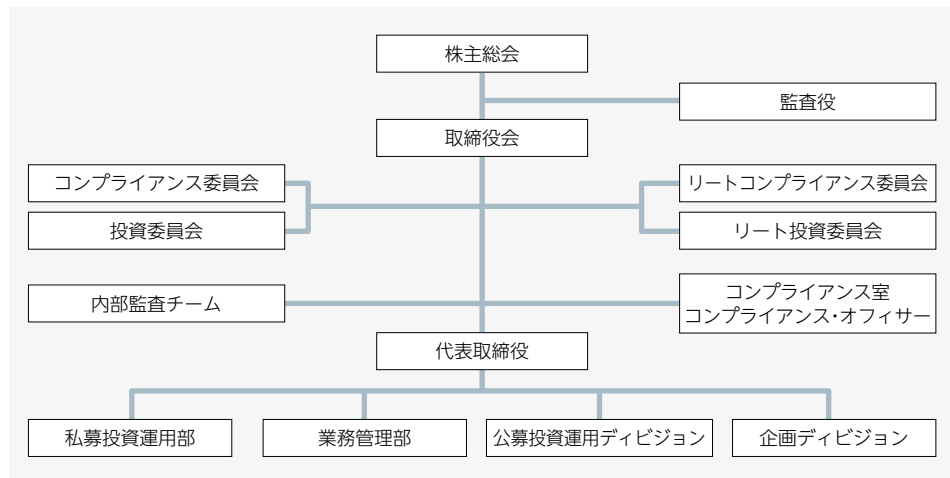 株主総会
監査役
取締役会
コンプライアンス委員会
リートコンプライアンス委員会
投資委員会
リート投資委員会
内部監査チーム
コンプライアンス室
コンプライアンス・オフィサー
代表取締役
私募投資運用部
業務管理部
公募投資運用ディビジョン
企画ディビジョン